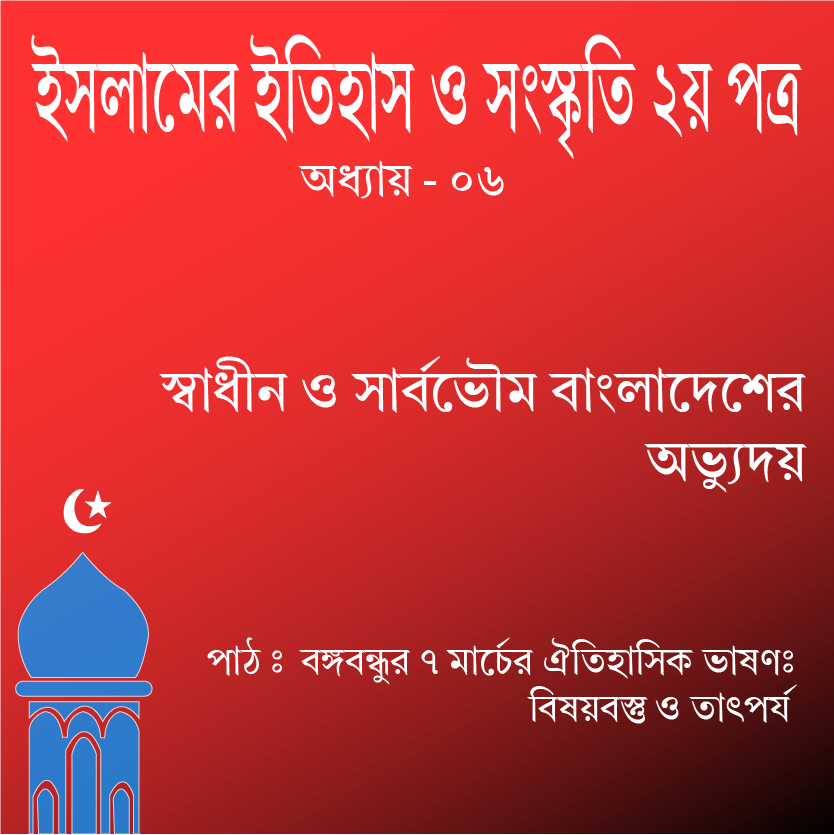 ইসলামের ইতিহাস ও সংস্কৃতি ২য় পত্র
অধ্যায় - ০৬
স্বাধীন ও সার্বভৌম বাংলাদেশের
অভ্যুদয়
পাঠ ঃ বঙ্গবন্ধুর ৭ মার্চের ঐতিহাসিক ভাষণঃ
বিষয়বস্তু ও তাৎপর্য